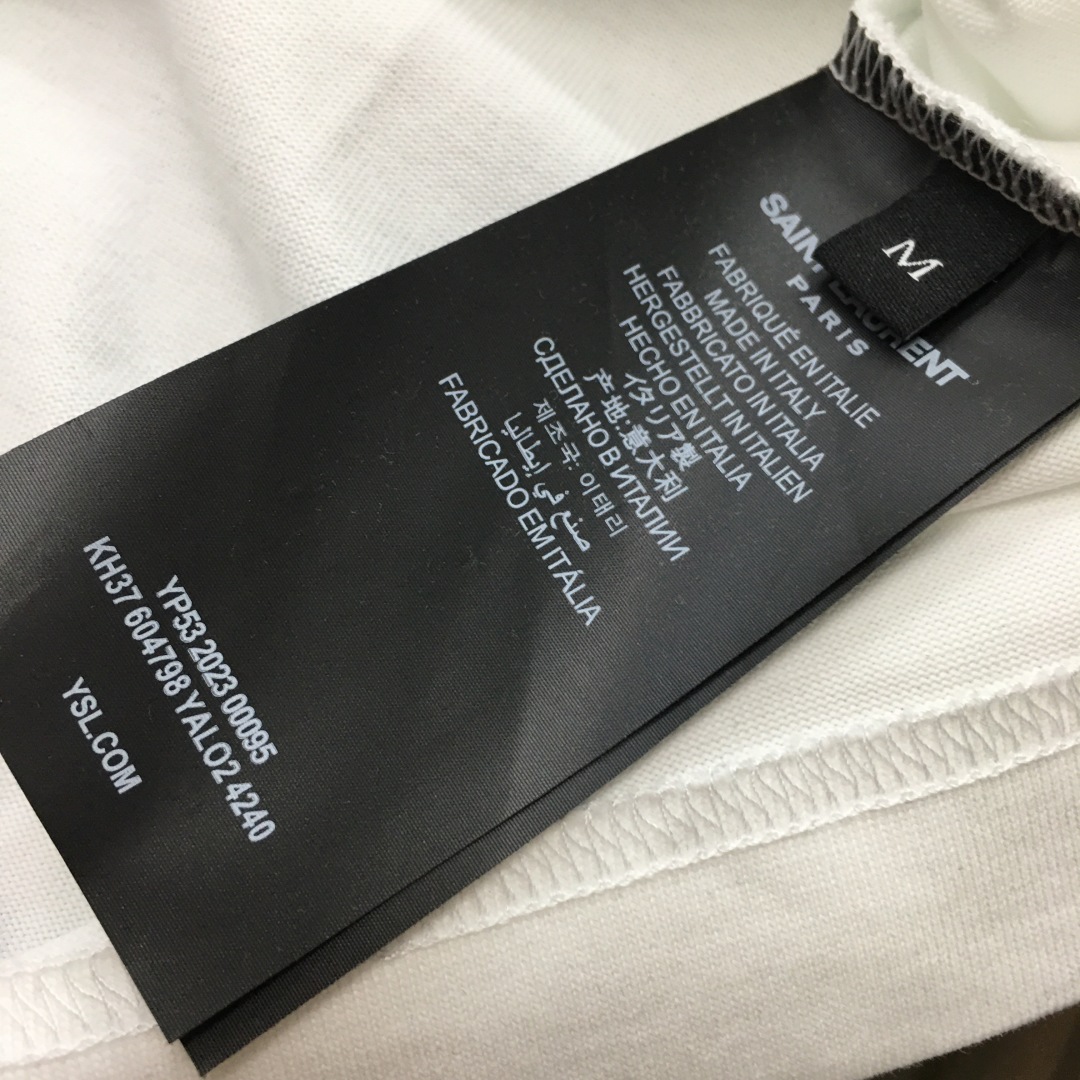 M
SAINT LAURENT
PARIS
FABRIQUÉ EN ITALIE
MADE IN ITALY
FABBRICATO IN ITALIA
HERGESTELLT IN ITALIEN
HECHO EN ITALIA
イタリア製
产地:意大利
СДЕЛАНО В ИТАЛИИ
제조국: 이태리
صنع في إيطاليا
FABRICADO EM ITÁLIA
YP53 2023 00095
KH37 604798 YALO2 4240
YSL.COM